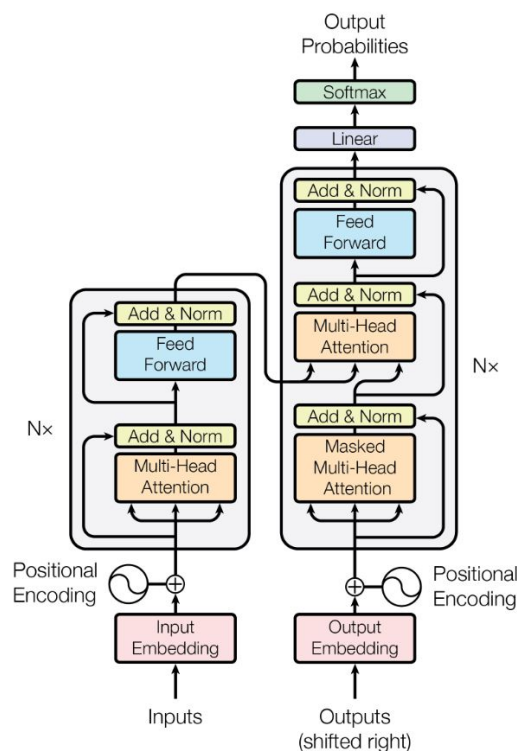 Output
Probabilities
Softmax
Linear
Add & Norm
Feed
Forward
Add & Norm
Multi-Head
Attention
Add & Norm
Masked
Multi-Head
Attention
N×
Add & Norm
Feed
Forward
Add & Norm
Multi-Head
Attention
N×
Positional
Encoding
Positional
Encoding
Input
Embedding
Output
Embedding
Inputs
Outputs
(shifted right)